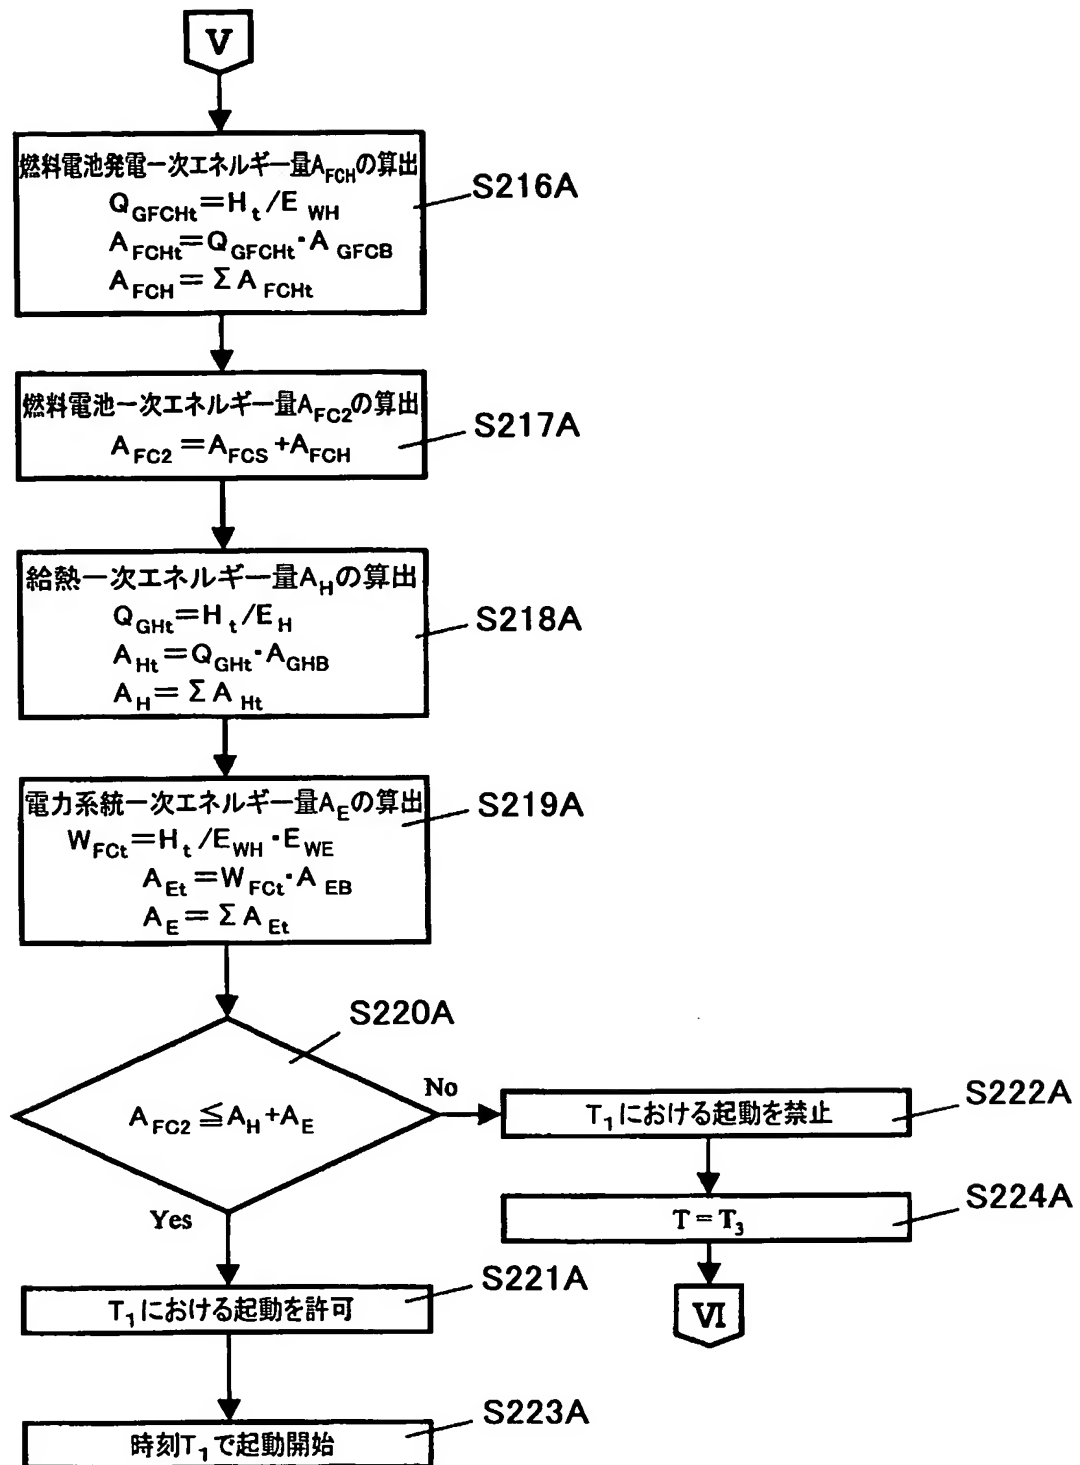 V
燃料電池発電一次エネルギー量A_FCHの算出
Q_GFCHt=H_t/E_WH
A_FCHt=Q_GFCHt・A_GFCB
A_FCH=ΣA_FCHt
S216A
燃料電池一次エネルギー量A_FC2の算出
A_FC2=A_FCS+A_FCH
S217A
給熱一次エネルギー量A_Hの算出
Q_GHt=H_t/E_H
A_Ht=Q_GHt・A_GHB
A_H=ΣA_Ht
S218A
電力系統一次エネルギー量A_Eの算出
W_FCt=H_t/E_WH・E_WE
A_Et=W_FCt・A_EB
A_E=ΣA_Et
S219A
S220A
A_FC2≦A_H+A_E
No
Yes
T_1における起動を禁止
S222A
T=T_3
S224A
VI
T_1における起動を許可
S221A
時刻T_1で起動開始
S223A